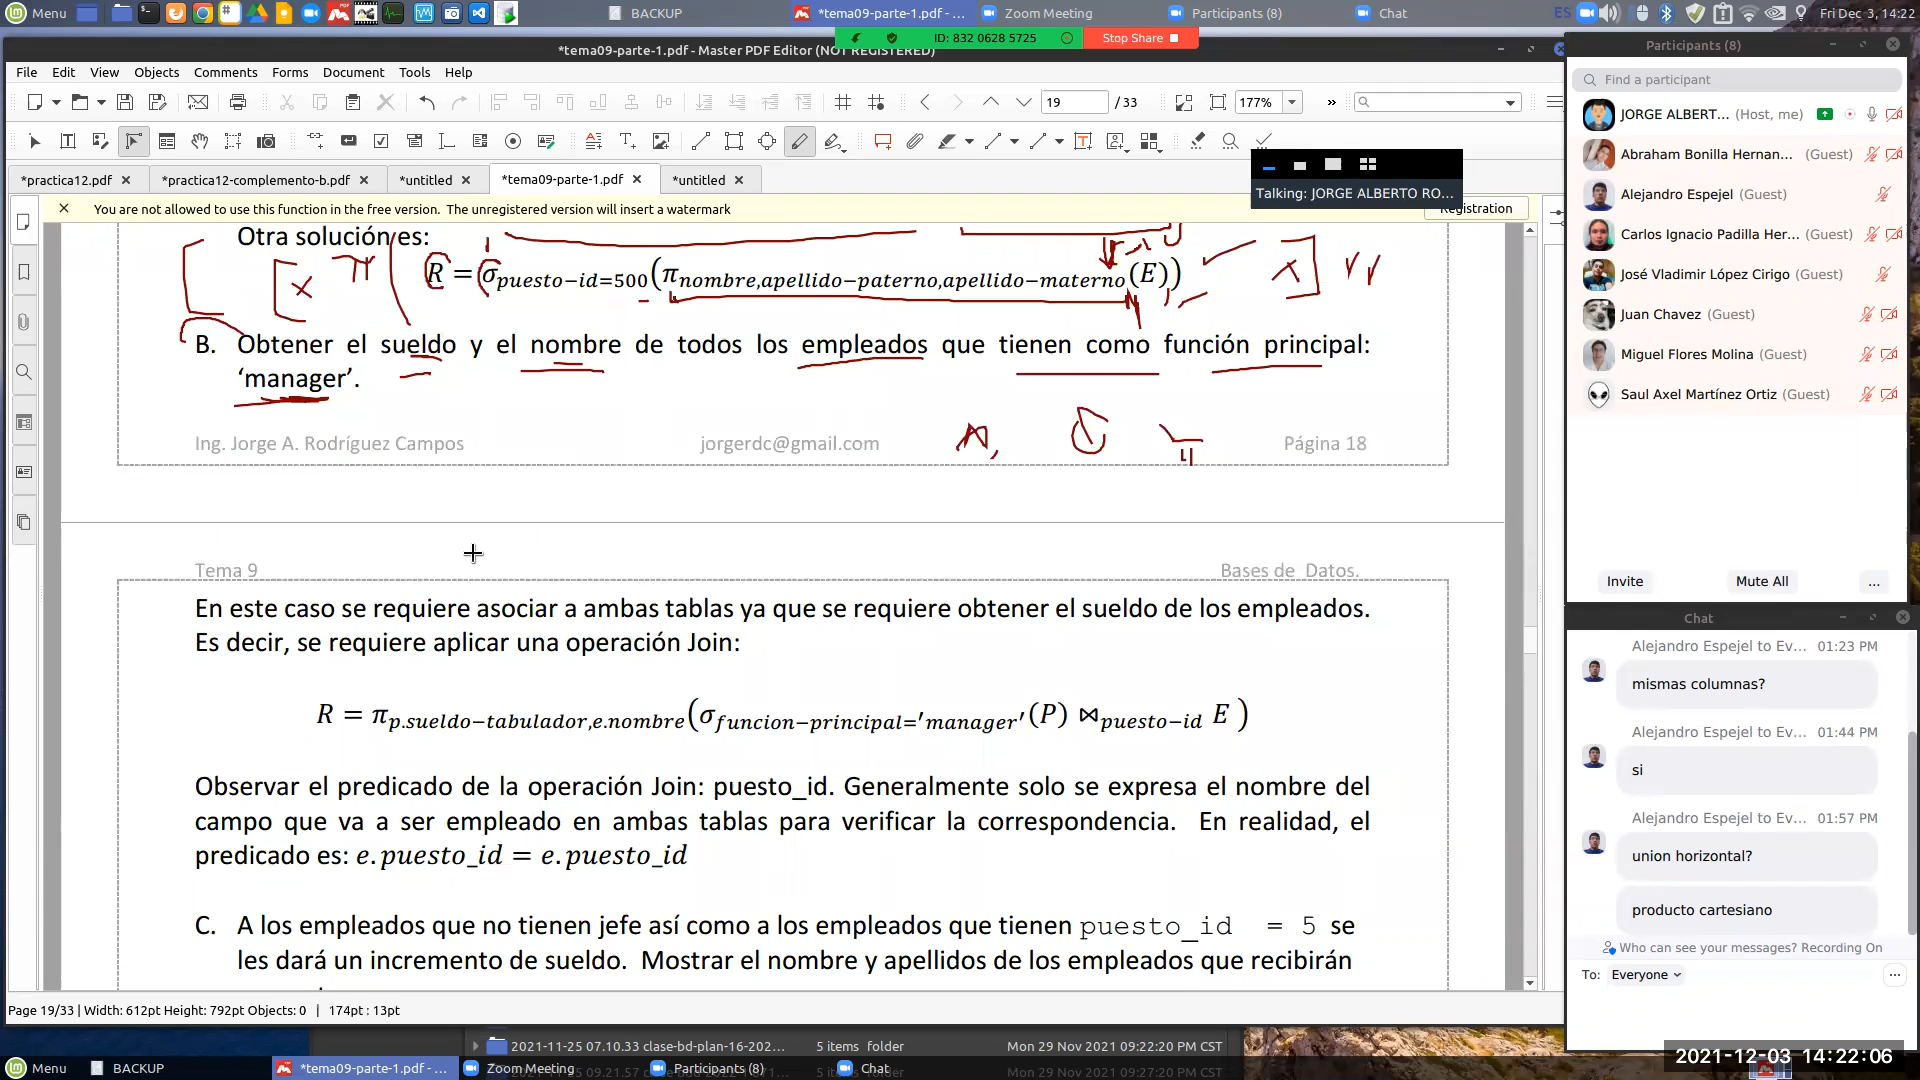 Menu
BACKUP
*tema09-parte-1.pdf - ...
Zoom Meeting
Participants (8)
Chat
ES
Fri Dec 3, 14:22
*tema09-parte-1.pdf - Master PDF Editor (NOT REGISTERED)
ID: 832 0628 5725
Stop Share
File Edit View Objects Comments Forms Document Tools Help
19 / 33
177%
*practica12.pdf
*practica12-complemento-b.pdf
*untitled
*tema09-parte-1.pdf
*untitled
Talking: JORGE ALBERTO RO...
You are not allowed to use this function in the free version. The unregistered version will insert a watermark
Registration
Otra solución es:
x π ( R = σpuesto−id=500(πnombre,apellido−paterno,apellido−materno(E))
B. Obtener el sueldo y el nombre de todos los empleados que tienen como función principal:
‘manager’.
Ing. Jorge A. Rodríguez Campos jorgerdc@gmail.com Página 18
Tema 9 Bases de Datos.
En este caso se requiere asociar a ambas tablas ya que se requiere obtener el sueldo de los empleados.
Es decir, se requiere aplicar una operación Join:
R = πp.sueldo−tabulador,e.nombre(σfuncion−principal=′manager′(P) ⋈puesto−id E )
Observar el predicado de la operación Join: puesto_id. Generalmente solo se expresa el nombre del
campo que va a ser empleado en ambas tablas para verificar la correspondencia. En realidad, el
predicado es: e.puesto_id = e.puesto_id
C. A los empleados que no tienen jefe así como a los empleados que tienen puesto_id = 5 se
les dará un incremento de sueldo. Mostrar el nombre y apellidos de los empleados que recibirán
Page 19/33 | Width: 612pt Height: 792pt Objects: 0 | 174pt : 13pt
2021-11-25 07.10.33 clase-bd-plan-16-202... 5 items folder Mon 29 Nov 2021 09:22:20 PM CST
Menu
BACKUP
*tema09-parte-1.pdf - ...
Zoom Meeting
Participants (8)
Chat
Participants (8)
Find a participant
JORGE ALBERT... (Host, me)
Abraham Bonilla Hernan... (Guest)
Alejandro Espejel (Guest)
Carlos Ignacio Padilla Her... (Guest)
José Vladimir López Cirigo (Guest)
Juan Chavez (Guest)
Miguel Flores Molina (Guest)
Saul Axel Martínez Ortiz (Guest)
Invite Mute All ...
Chat
Alejandro Espejel to Ev... 01:23 PM
mismas columnas?
Alejandro Espejel to Ev... 01:44 PM
si
Alejandro Espejel to Ev... 01:57 PM
union horizontal?
producto cartesiano
Who can see your messages? Recording On
To: Everyone
2021-12-03 14:22:06